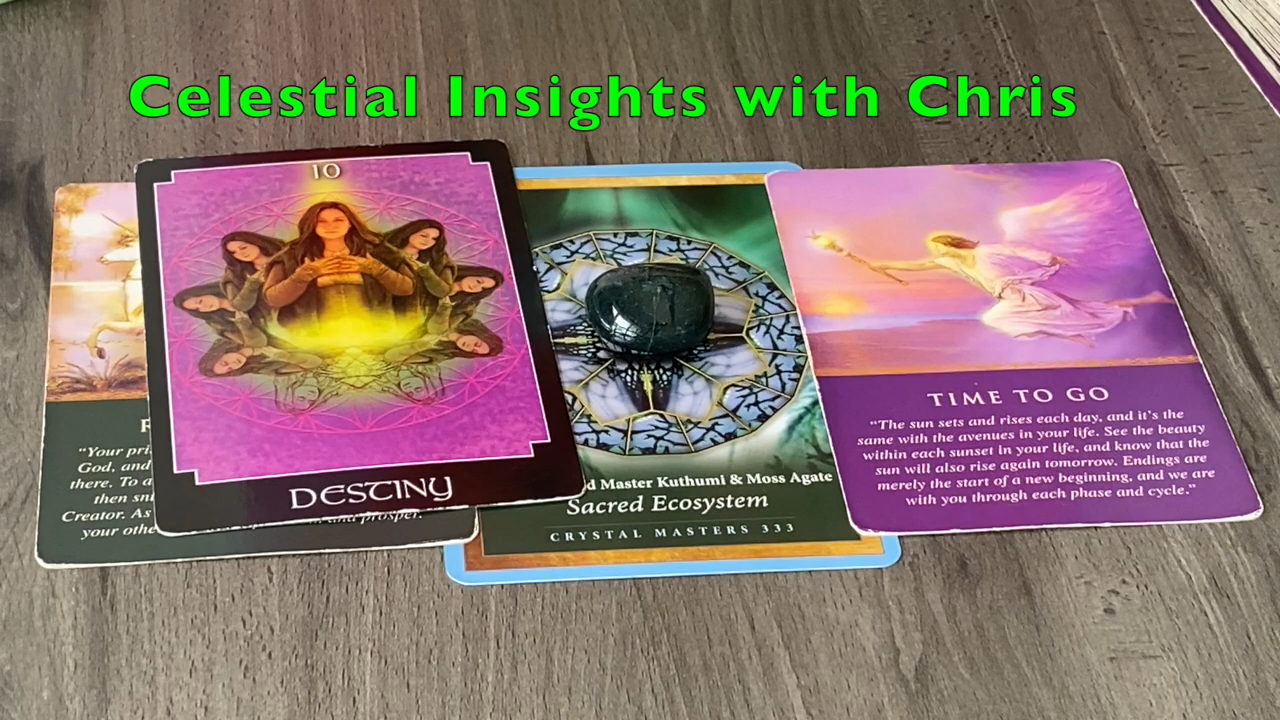 Celestial Insights with Chris
10
DESTINY
"Your
God, and
there. To a
then
Creator. As
your and prosper."
d Master Kuthumi & Moss Agate
Sacred Ecosystem
CRYSTAL MASTERS 333
TIME TO GO
"The sun sets and rises each day, and it's the
same with the avenues in your life. See the beauty
within each sunset in your life, and know that the
sun will also rise again tomorrow. Endings are
merely the start of a new beginning, and we are
with you through each phase and cycle."